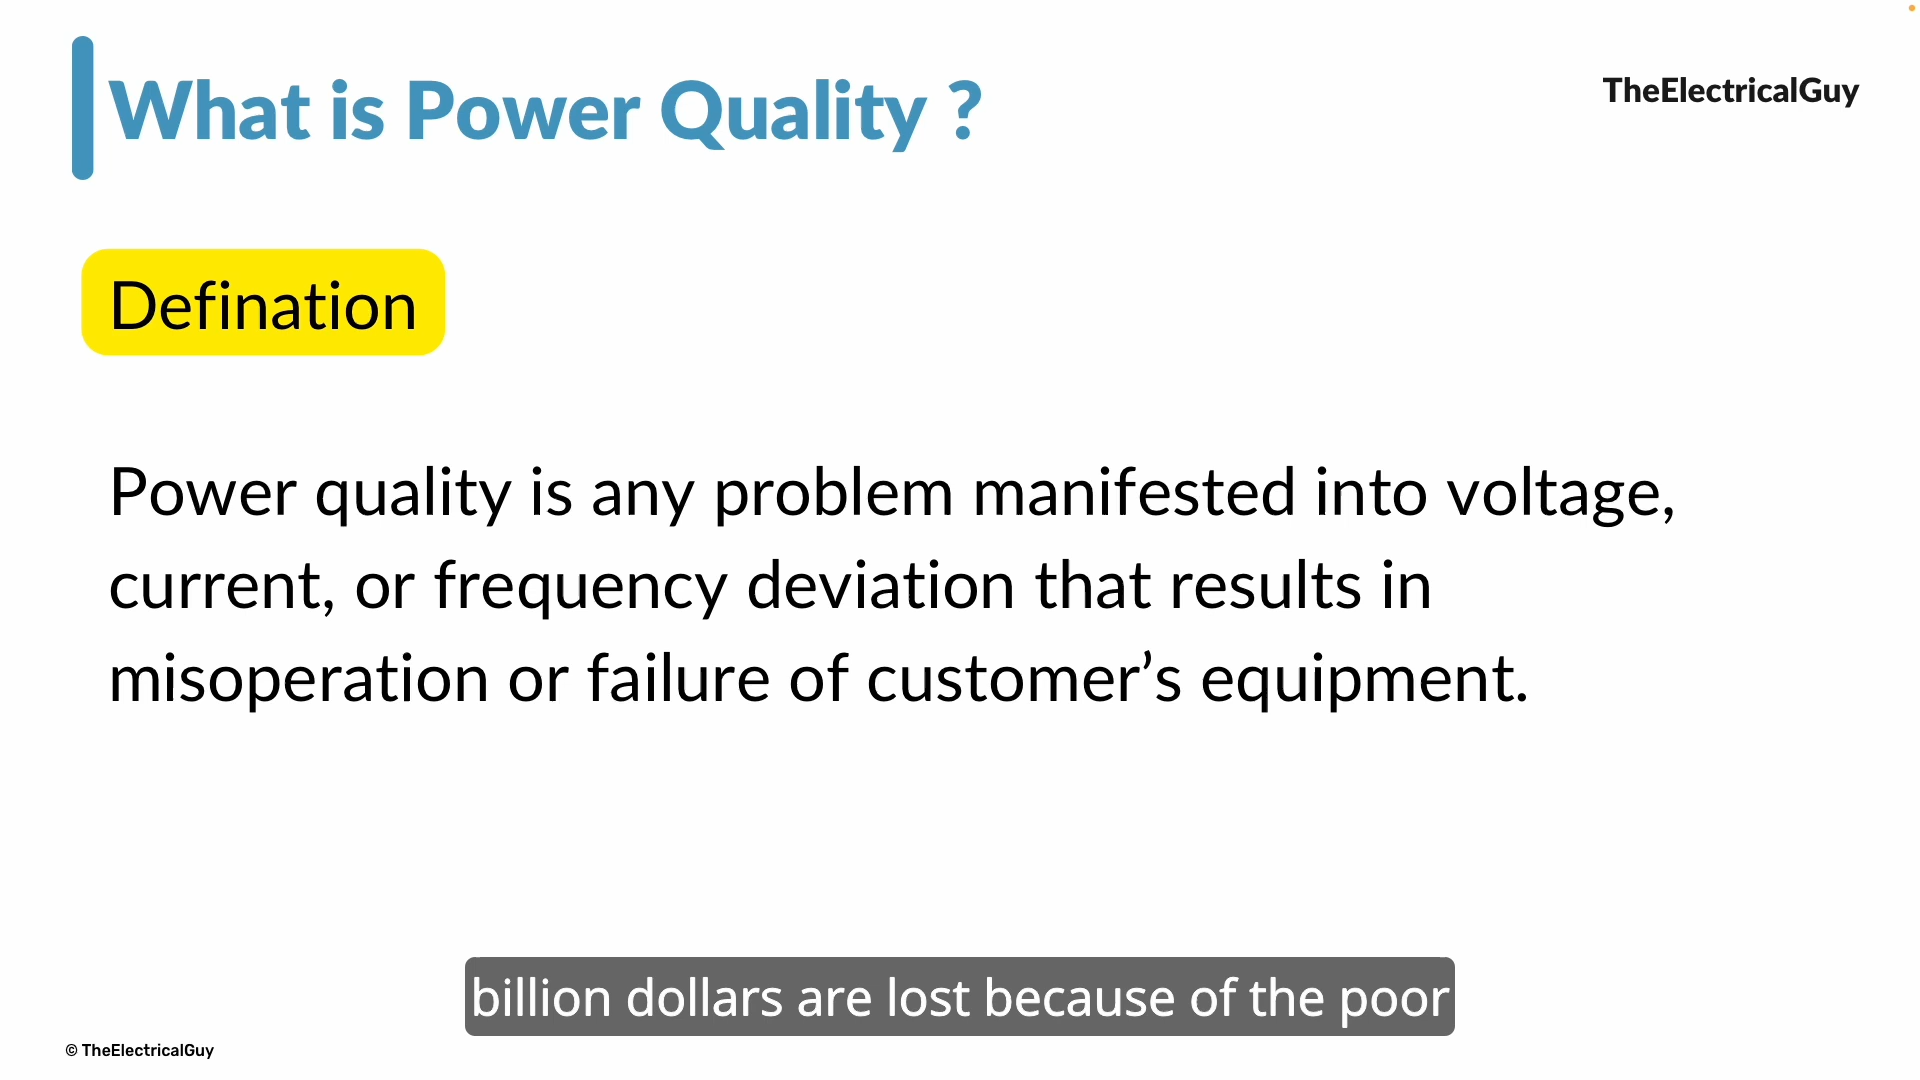 What is Power Quality ?
TheElectricalGuy
Defination
Power quality is any problem manifested into voltage,
current, or frequency deviation that results in
misoperation or failure of customer’s equipment.
billion dollars are lost because of the poor
© TheElectricalGuy